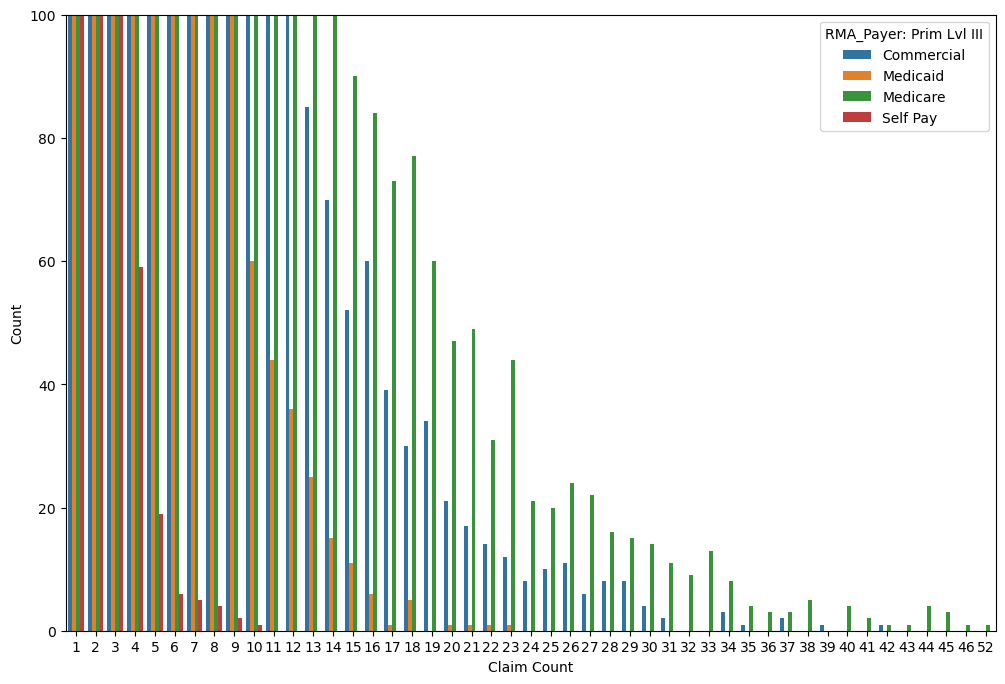 100
80
60
40
20
0
Count
RMA_Payer: Prim Lvl III
Commercial
Medicaid
Medicare
Self Pay
1 2 3 4 5 6 7 8 9 10 11 12 13 14 15 16 17 18 19 20 21 22 23 24 25 26 27 28 29 30 31 32 33 34 35 36 37 38 39 40 41 42 43 44 45 46 52
Claim Count